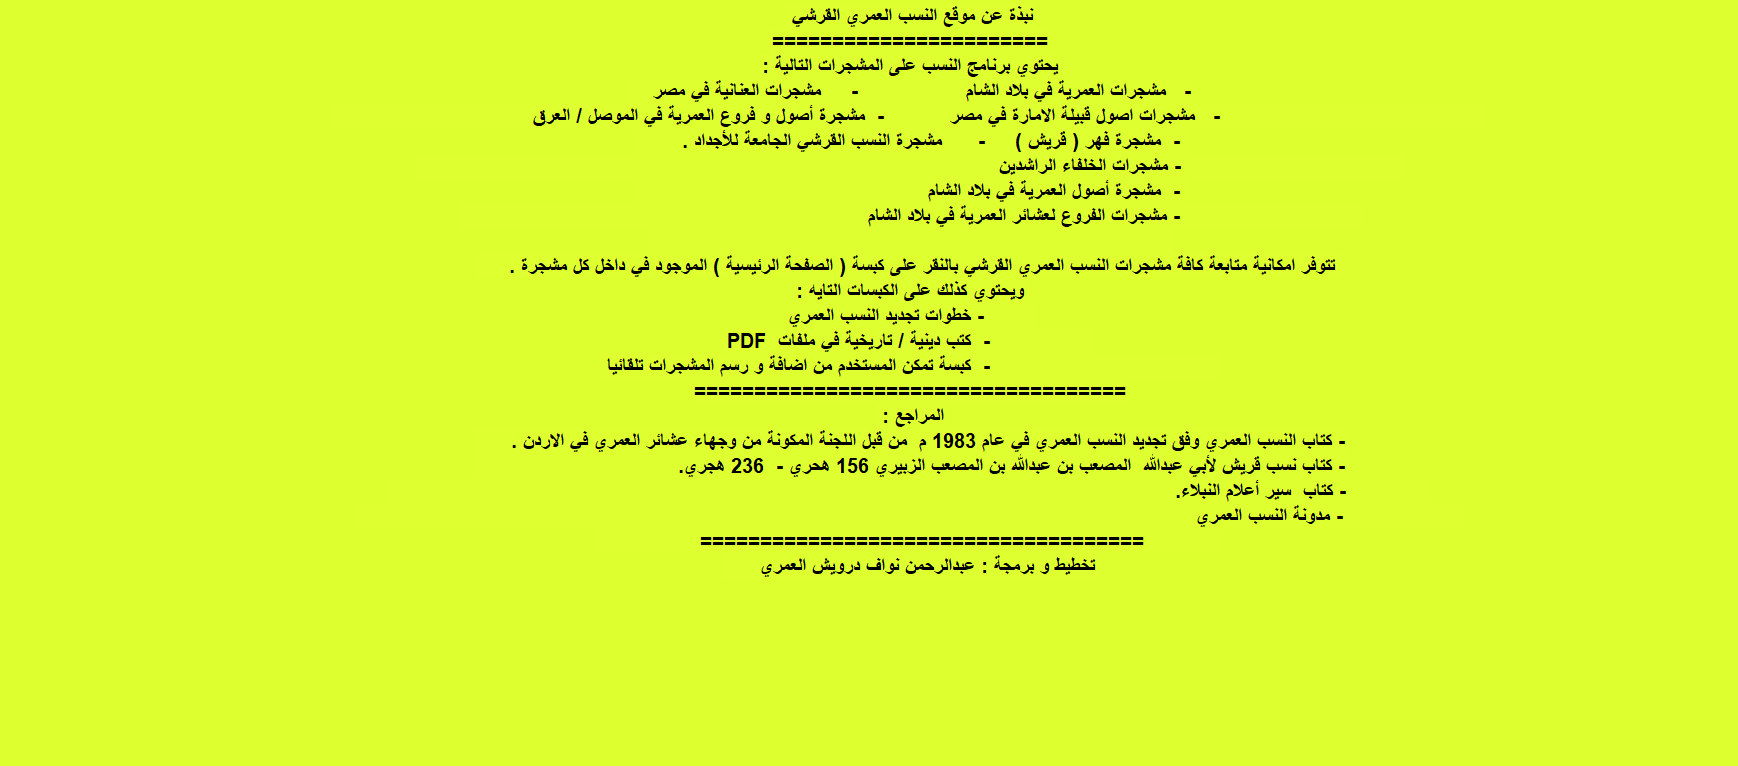 نبذة عن موقع النسب العمري القرشي
=======================
يحتوي برنامج النسب على المشجرات التالية :
- مشجرات العمرية في بلاد الشام - مشجرات العنانية في مصر
- مشجرات اصول قبيلة الامارة في مصر - مشجرة أصول و فروع العمرية في الموصل / العرق
- مشجرة فهر ( قريش ) - مشجرة النسب القرشي الجامعة للأجداد .
- مشجرات الخلفاء الراشدين
- مشجرة أصول العمرية في بلاد الشام
- مشجرات الفروع لعشائر العمرية في بلاد الشام
تتوفر امكانية متابعة كافة مشجرات النسب العمري القرشي بالنقر على كبسة ( الصفحة الرئيسية ) الموجود في داخل كل مشجرة .
ويحتوي كذلك على الكبسات التايه :
- خطوات تجديد النسب العمري
- كتب دينية / تاريخية في ملفات PDF
- كبسة تمكن المستخدم من اضافة و رسم المشجرات تلقائيا
====================================
المراجع :
- كتاب النسب العمري وفق تجديد النسب العمري في عام 1983 م من قبل اللجنة المكونة من وجهاء عشائر العمري في الاردن .
- كتاب نسب قريش لأبي عبدالله المصعب بن عبدالله بن المصعب الزبيري 156 هحري - 236 هجري.
- كتاب سير أعلام النبلاء.
- مدونة النسب العمري
=====================================
تخطيط و برمجة : عبدالرحمن نواف درويش العمري